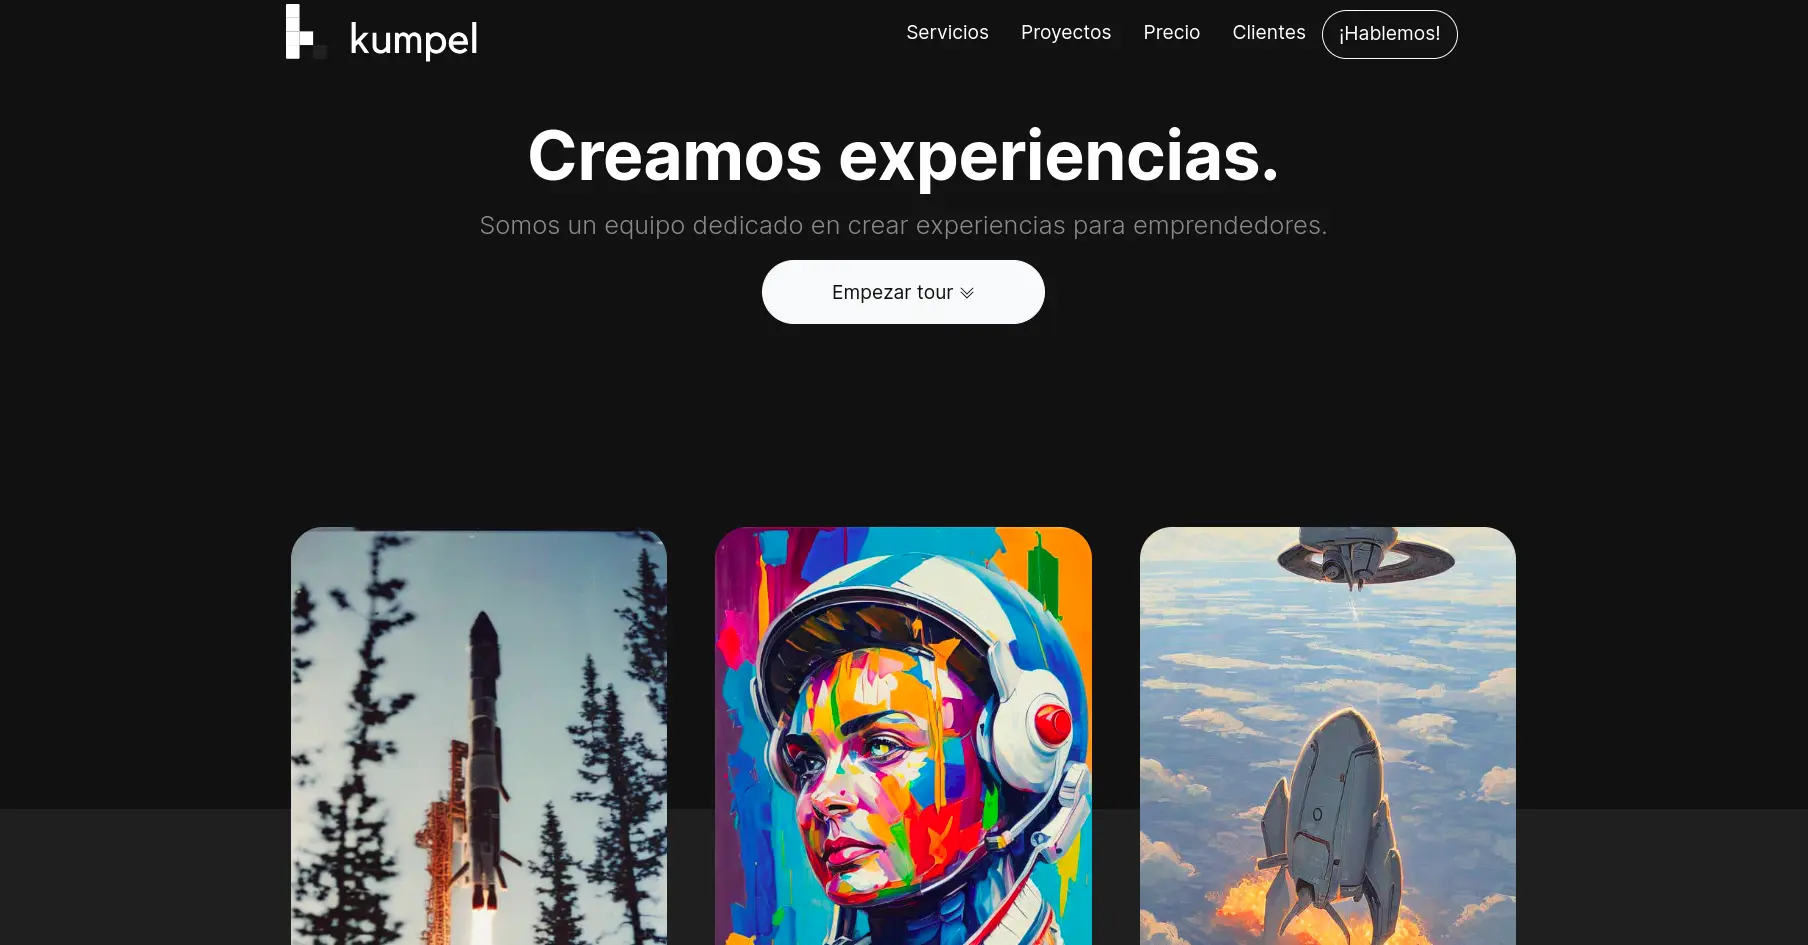 kumpel
Servicios Proyectos Precio Clientes ¡Hablemos!
Creamos experiencias.
Somos un equipo dedicado en crear experiencias para emprendedores.
Empezar tour